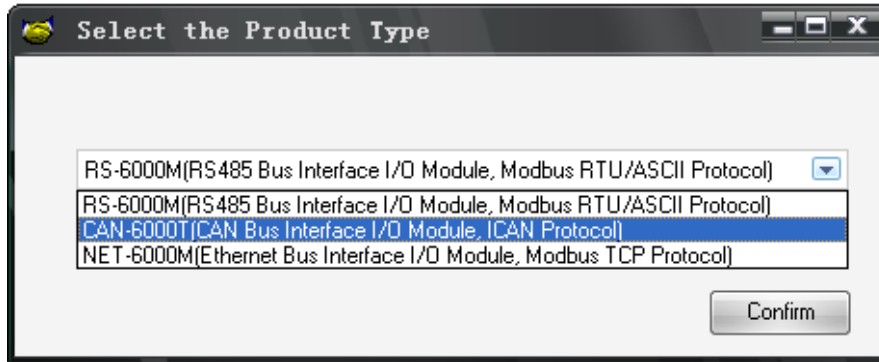 Select the Product Type
RS-6000M(RS485 Bus Interface I/O Module, Modbus RTU/ASCII Protocol)
RS-6000M(RS485 Bus Interface I/O Module, Modbus RTU/ASCII Protocol)
CAN-6000T(CAN Bus Interface I/O Module, ICAN Protocol)
NET-6000M(Ethernet Bus Interface I/O Module, Modbus TCP Protocol)
Confirm